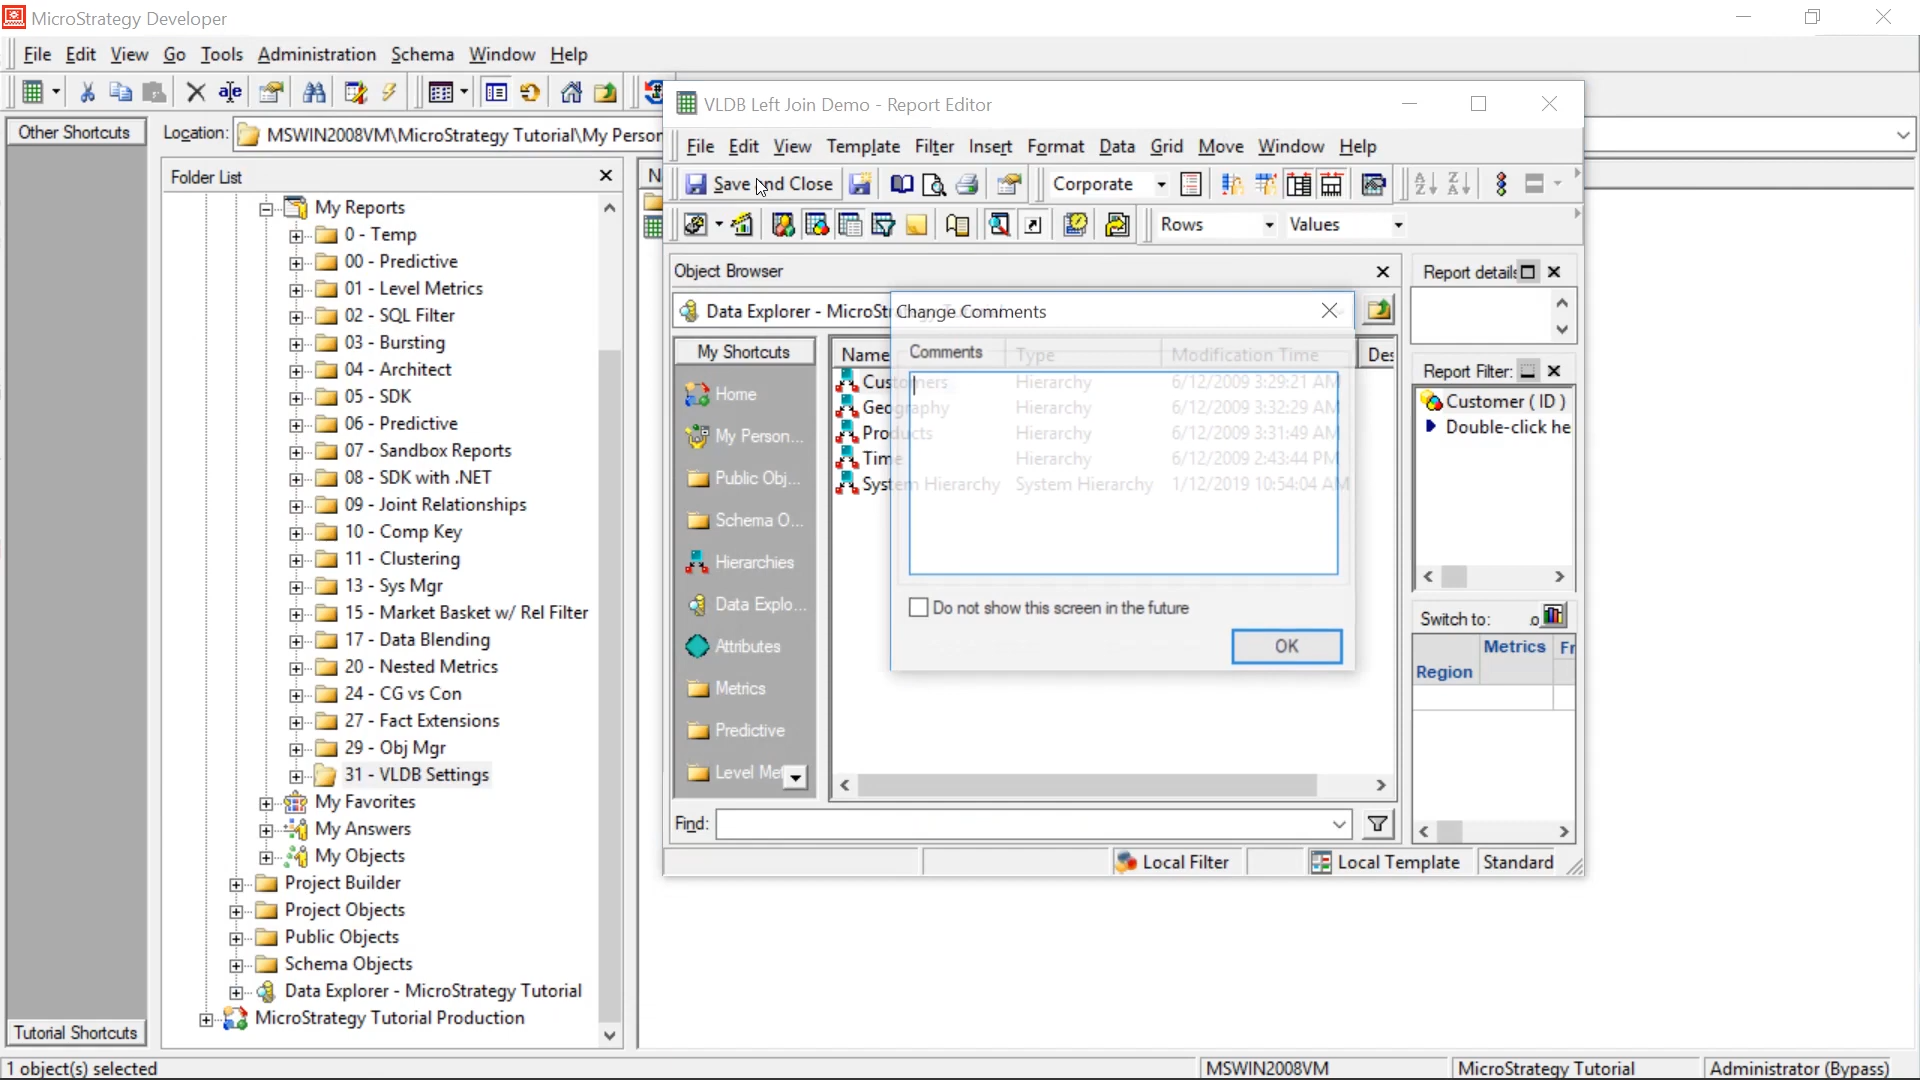 MicroStrategy Developer
File Edit View Go Tools Administration Schema Window Help
Other Shortcuts
Location: MSWIN2008VM\MicroStrategy Tutorial\My Person
Folder List
My Reports
0 - Temp
00 - Predictive
01 - Level Metrics
02 - SQL Filter
03 - Bursting
04 - Architect
05 - SDK
06 - Predictive
07 - Sandbox Reports
08 - SDK with .NET
09 - Joint Relationships
10 - Comp Key
11 - Clustering
13 - Sys Mgr
15 - Market Basket w/ Rel Filter
17 - Data Blending
20 - Nested Metrics
24 - CG vs Con
27 - Fact Extensions
29 - Obj Mgr
31 - VLDB Settings
My Favorites
My Answers
My Objects
Project Builder
Project Objects
Public Objects
Schema Objects
Data Explorer - MicroStrategy Tutorial
MicroStrategy Tutorial Production
Tutorial Shortcuts
N
VLDB Left Join Demo - Report Editor
File Edit View Template Filter Insert Format Data Grid Move Window Help
Save and Close Corporate
Rows Values
Object Browser
Data Explorer - MicroStr
My Shortcuts
Home
My Person...
Public Obj...
Schema O...
Hierarchies
Data Explo...
Attributes
Metrics
Predictive
Level Met
Name Type Modification Time Des
Customers Hierarchy 6/12/2009 3:29:21 AM
Geography Hierarchy 6/12/2009 3:32:29 AM
Products Hierarchy 6/12/2009 3:31:49 AM
Time Hierarchy 6/12/2009 2:43:44 PM
System Hierarchy System Hierarchy 1/12/2019 10:54:04 AM
Change Comments
Comments
Do not show this screen in the future
OK
Find:
Report details
Report Filter:
Customer ( ID )
Double-click he
Switch to:
Metrics Fr
Region
Local Filter Local Template Standard
1 object(s) selected MSWIN2008VM MicroStrategy Tutorial Administrator (Bypass)